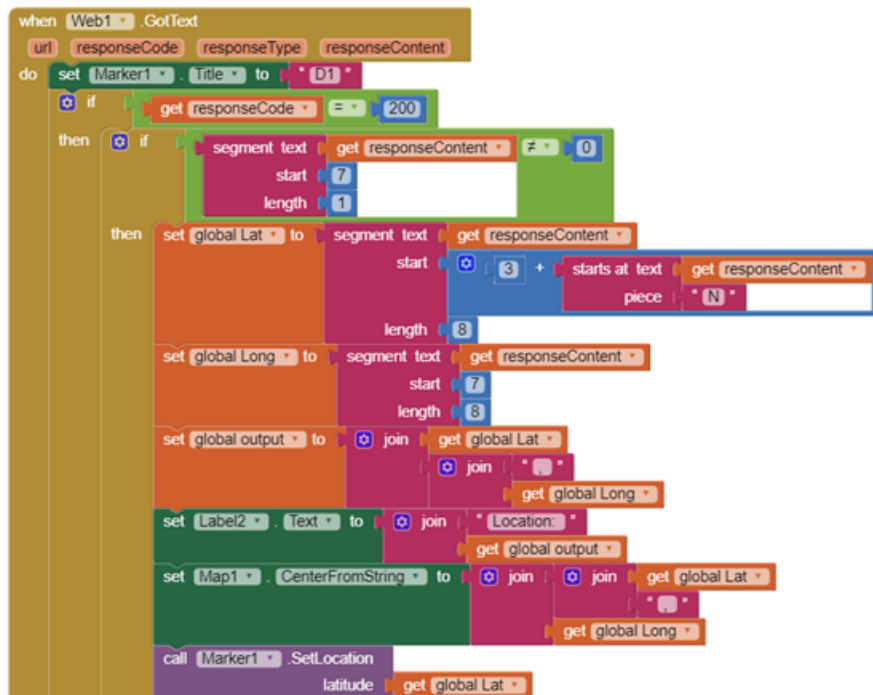 when Web1 .GotText
url responseCode responseType responseContent
do set Marker1 . Title to " D1 "
if get responseCode = 200
then if segment text get responseContent ≠ 0
start 7
length 1
then set global Lat to segment text get responseContent
start 3 + starts at text get responseContent
piece " N "
length 8
set global Long to segment text get responseContent
start 7
length 8
set global output to join get global Lat
join " , "
get global Long
set Label2 . Text to join " Location: "
get global output
set Map1 . CenterFromString to join join get global Lat
" , "
get global Long
call Marker1 .SetLocation
latitude get global Lat